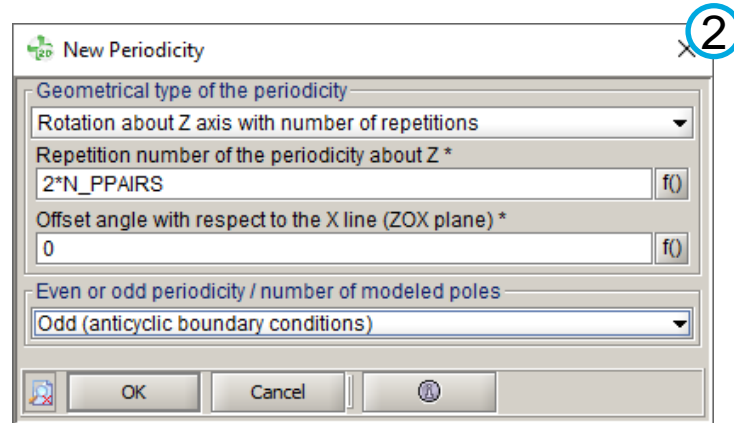 2
2D New Periodicity
Geometrical type of the periodicity
Rotation about Z axis with number of repetitions
Repetition number of the periodicity about Z *
2*N_PPAIRS f()
Offset angle with respect to the X line (ZOX plane) *
0 f()
Even or odd periodicity / number of modeled poles
Odd (anticyclic boundary conditions)
OK Cancel